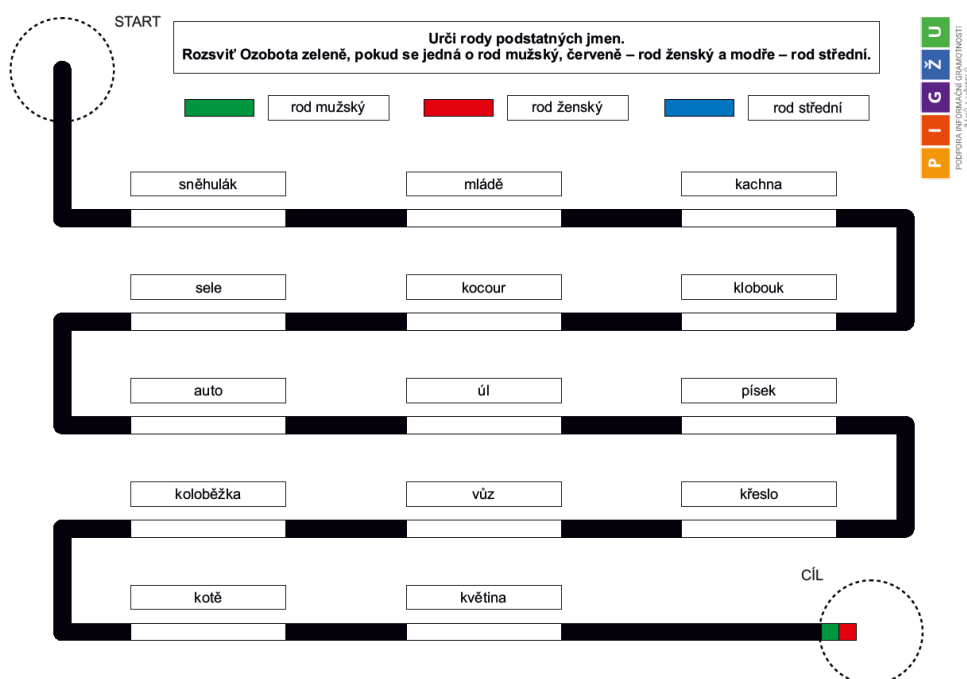 START
Urči rody podstatných jmen.
Rozsviť Ozobota zeleně, pokud se jedná o rod mužský, červeně – rod ženský a modře – rod střední.
rod mužský
rod ženský
rod střední
P I G Ž U
PODPORA INFORMAČNÍ GRAMOTNOSTI
sněhulák
mládě
kachna
sele
kocour
klobouk
auto
úl
písek
koloběžka
vůz
křeslo
CÍL
kotě
květina